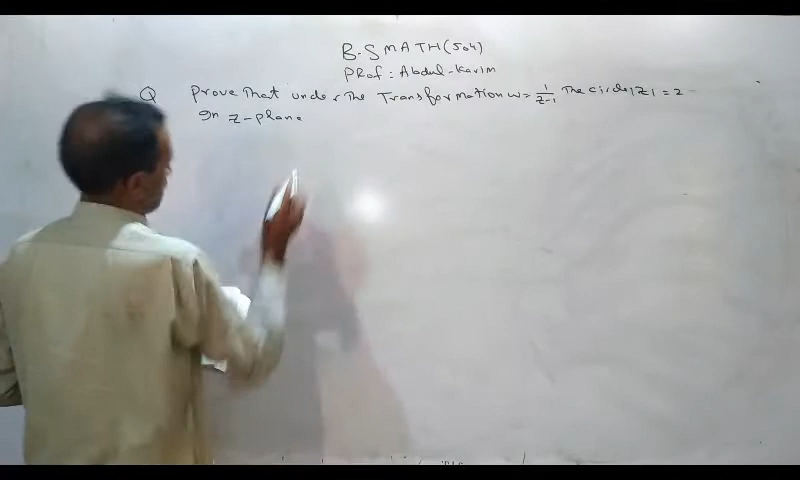 B.S MATH (504)
PRof : Abdul-Karim
Q Prove That under The Transformation w = 1/(z-1) The circle |z| = 2
In z-plane